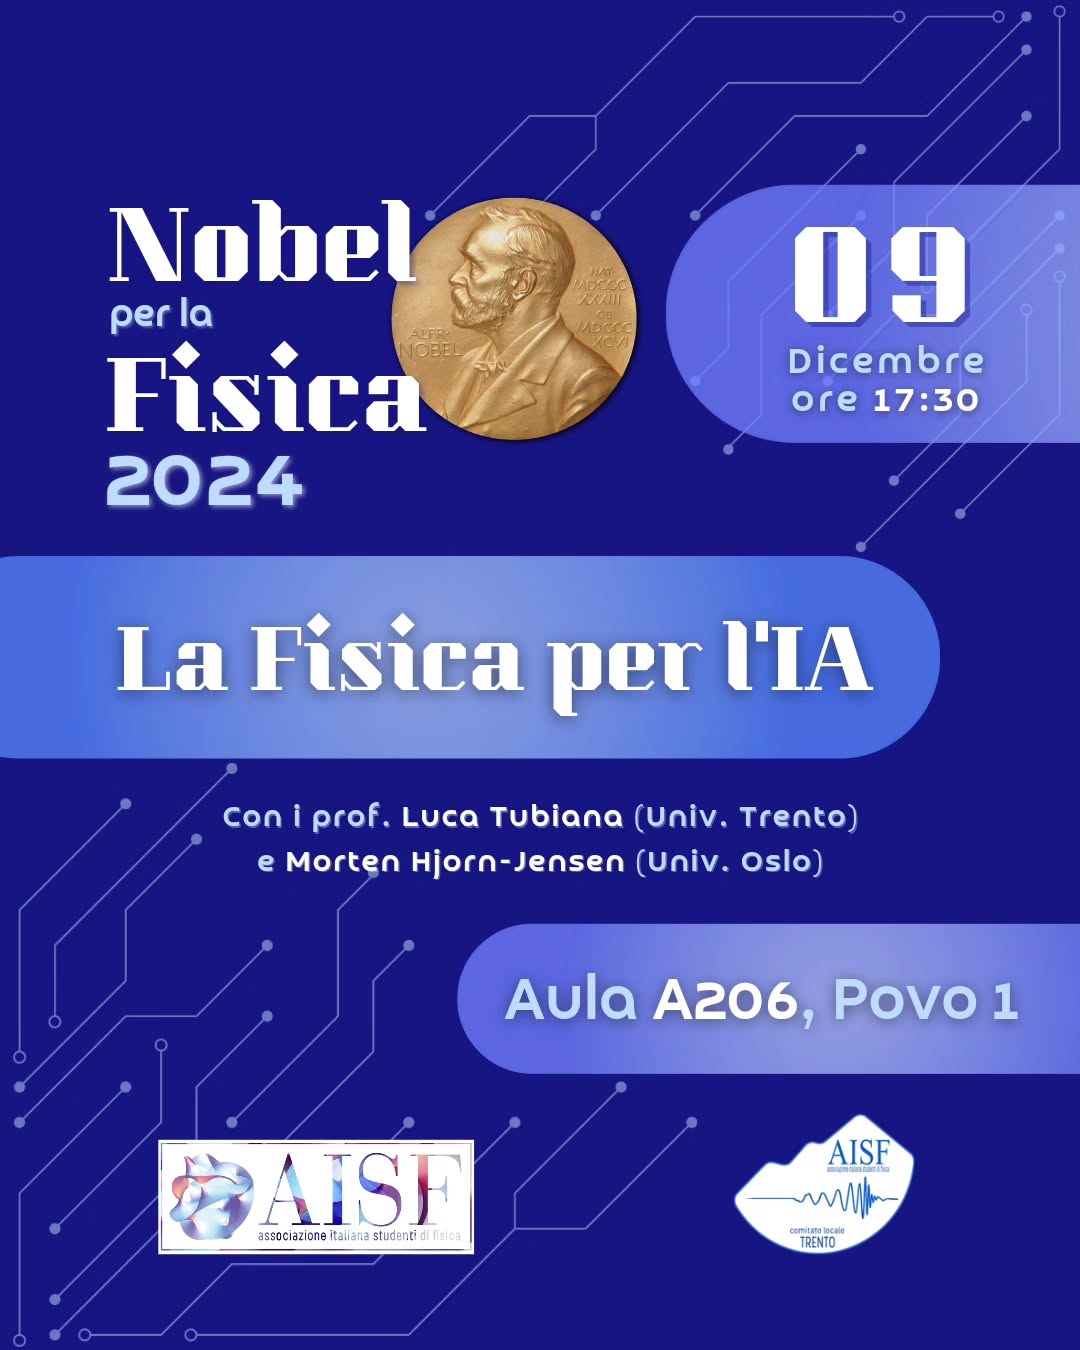 Nobel
per la
Fisica
2024
ALFR·
NOBEL
NAT·
MDCCC
XXXIII
OB·
MDCCC
XCVI
09
Dicembre
ore 17:30
La Fisica per l'IA
Con i prof. Luca Tubiana (Univ. Trento)
e Morten Hjorn-Jensen (Univ. Oslo)
Aula A206, Povo 1
AISF
associazione italiana studenti di fisica
AISF
associazione italiana studenti di fisica
comitato locale
TRENTO